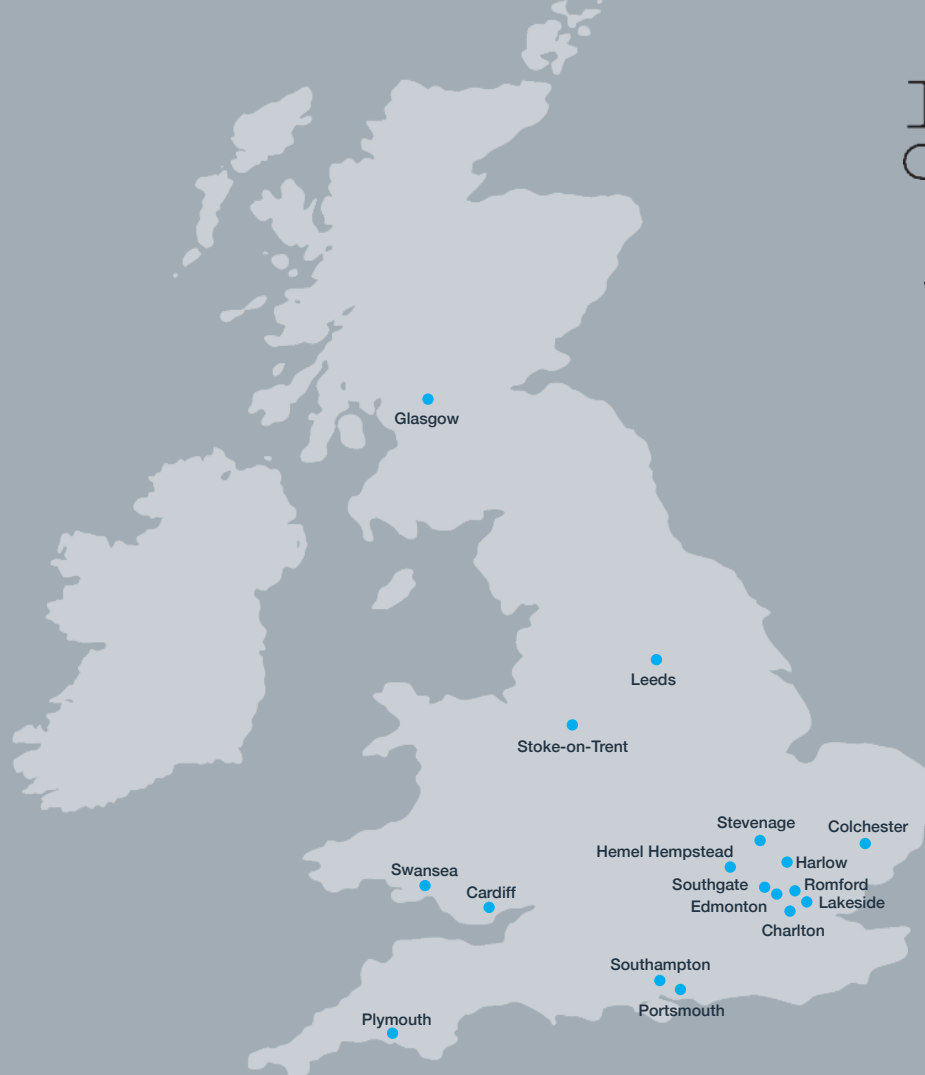 Glasgow
Leeds
Stoke-on-Trent
Stevenage
Colchester
Hemel Hempstead
Harlow
Swansea
Southgate
Romford
Cardiff
Lakeside
Edmonton
Charlton
Southampton
Portsmouth
Plymouth